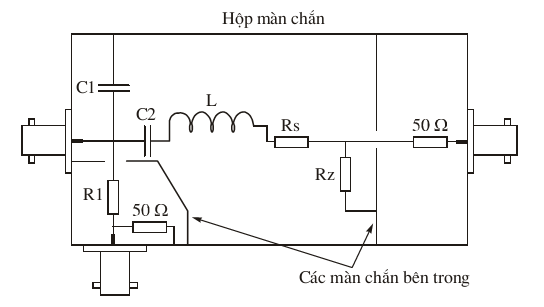 Hộp màn chắn
C1
C2
L
Rs
50 Ω
Rz
R1
50 Ω
Các màn chắn bên trong